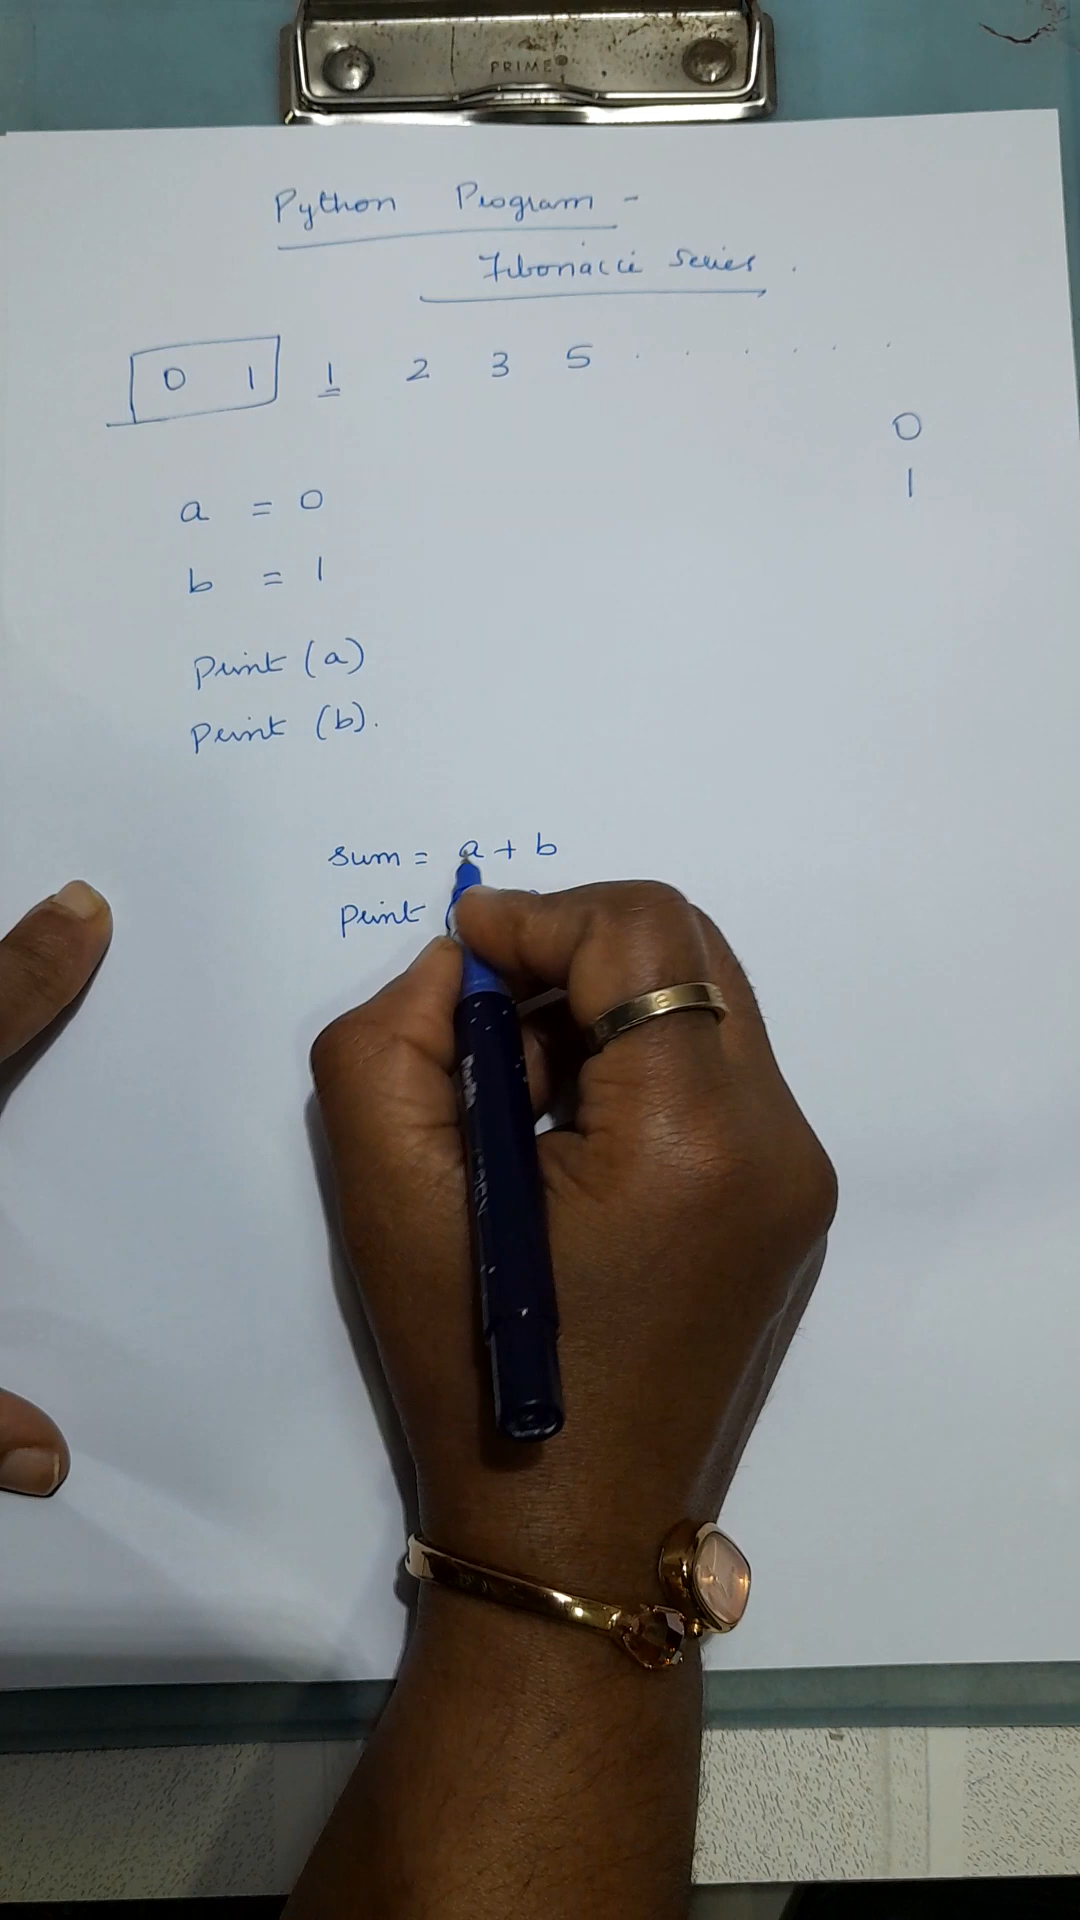 PRIME
Python Program -
Fibonacci Series.
0 1 1 2 3 5 . . . . . .
0
1
a = 0
b = 1
print (a)
print (b).
sum = a + b
print (